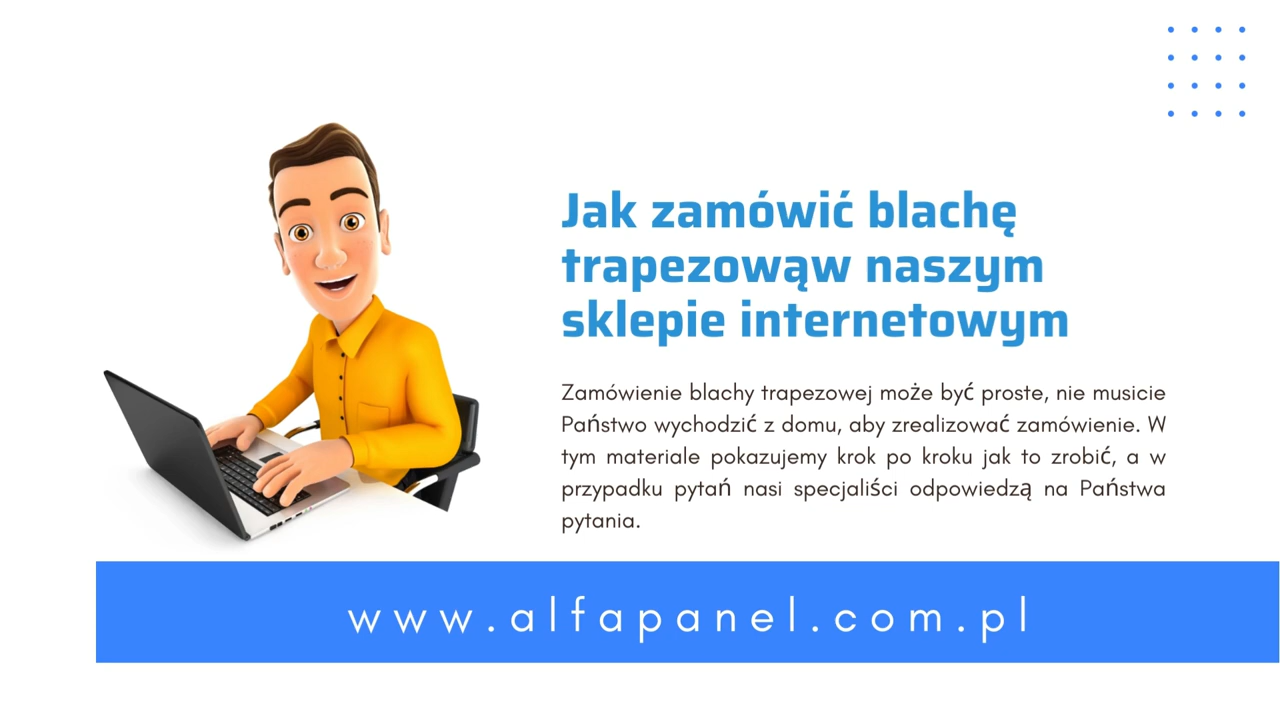 Jak zamówić blachę
trapezowąw naszym
sklepie internetowym
Zamówienie blachy trapezowej może być proste, nie musicie
Państwo wychodzić z domu, aby zrealizować zamówienie. W
tym materiale pokazujemy krok po kroku jak to zrobić, a w
przypadku pytań nasi specjaliści odpowiedzą na Państwa
pytania.
www.alfapanel.com.pl